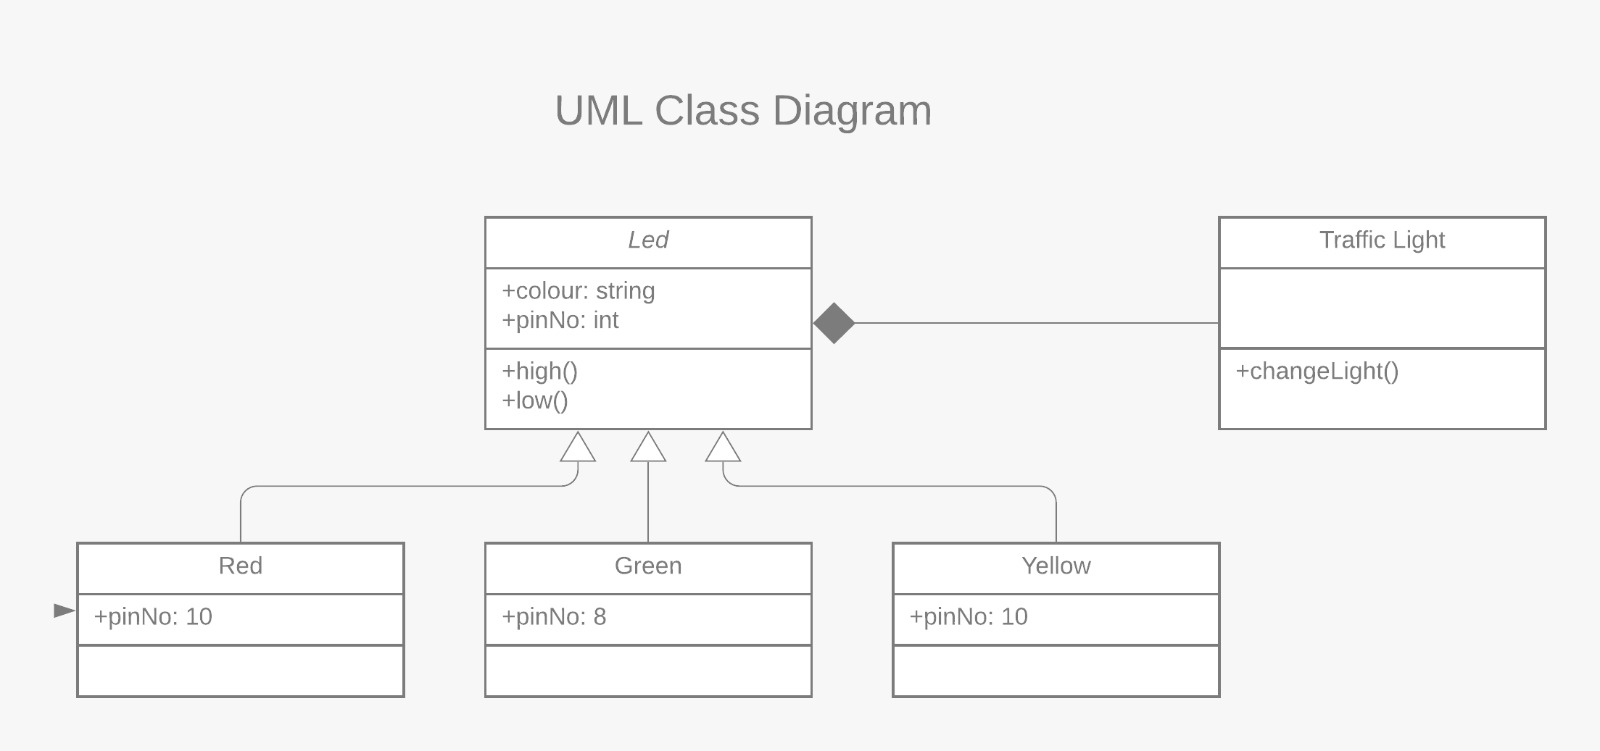 UML Class Diagram
Led
+colour: string
+pinNo: int
+high()
+low()
Traffic Light
+changeLight()
Red
+pinNo: 10
Green
+pinNo: 8
Yellow
+pinNo: 10